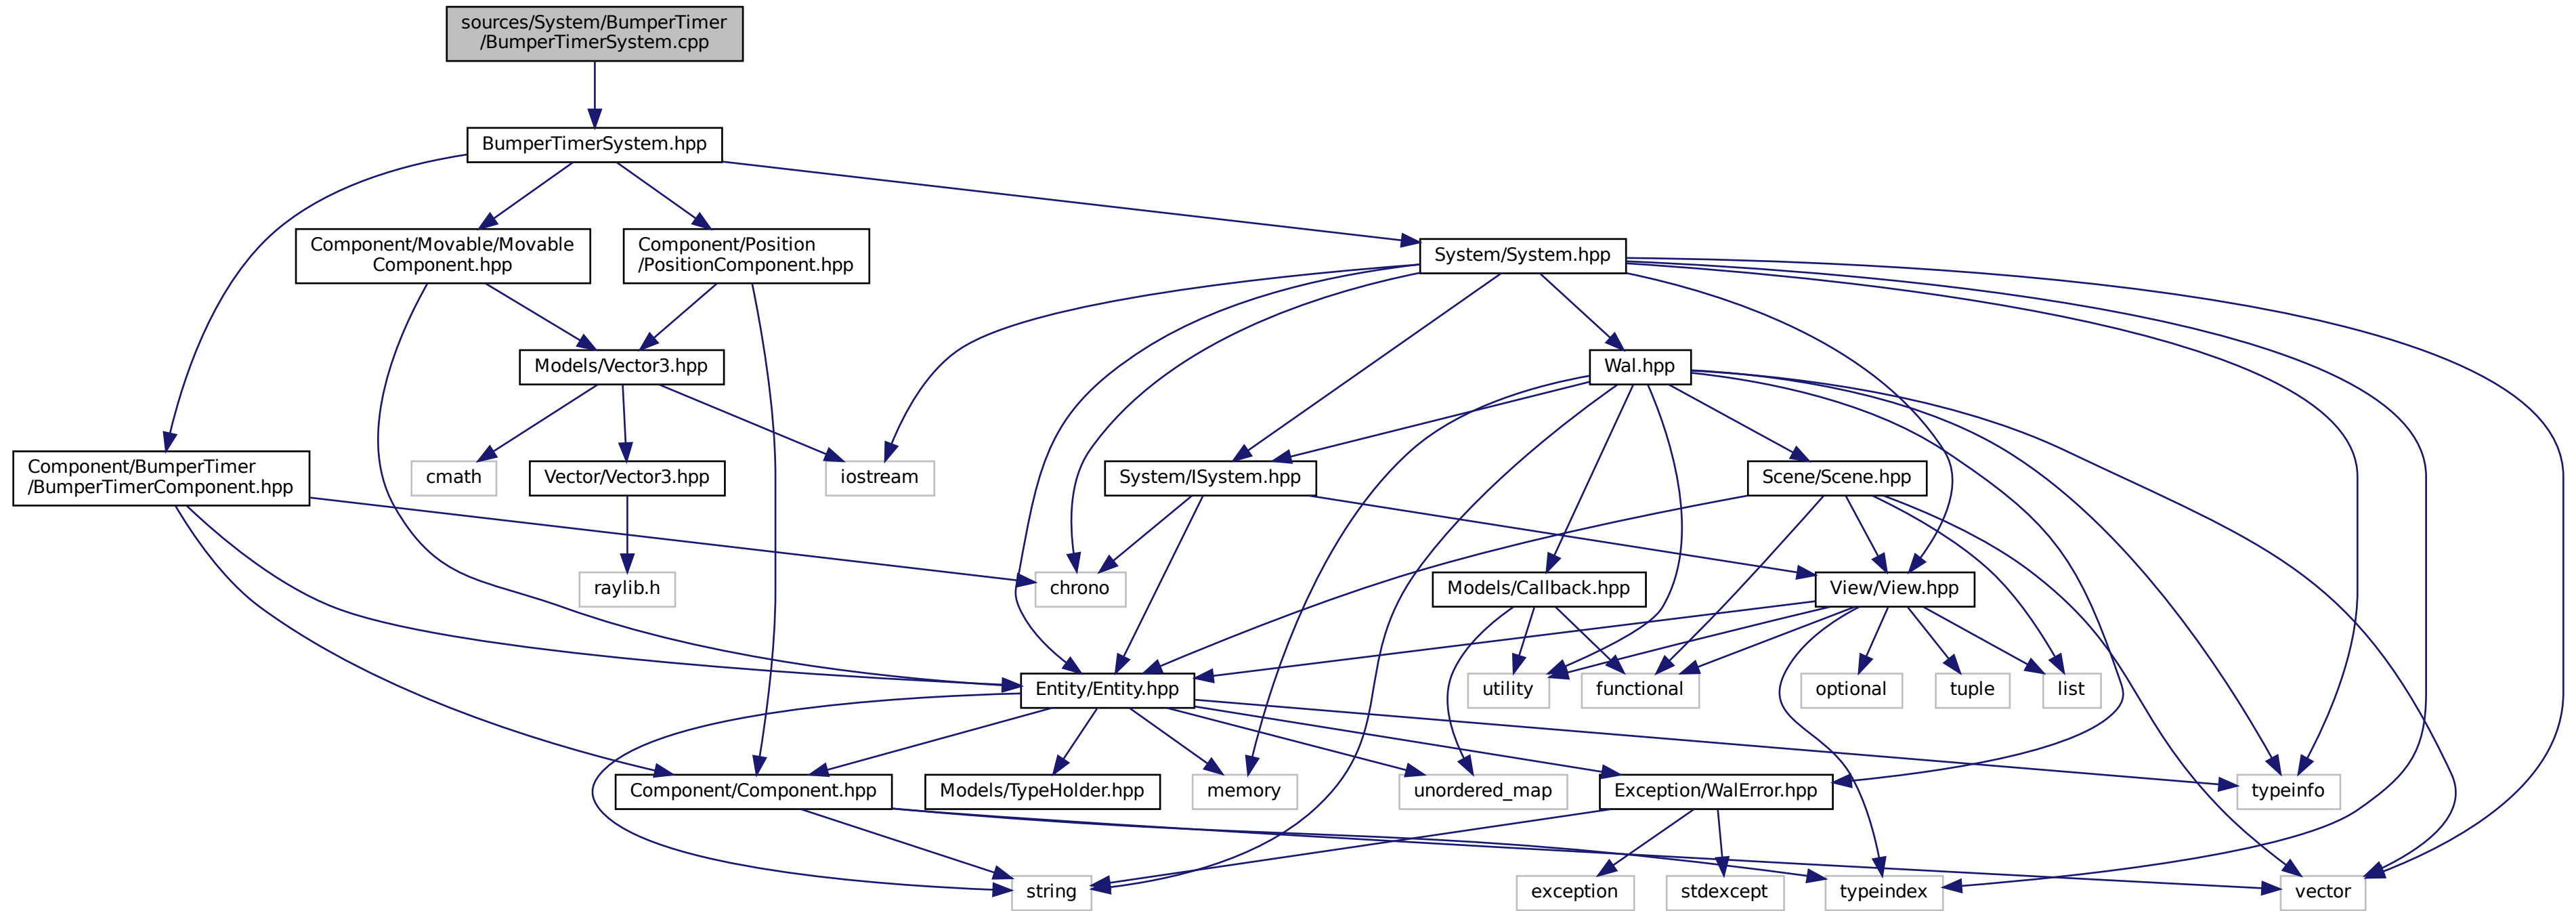 sources/System/BumperTimer
/BumperTimerSystem.cpp
BumperTimerSystem.hpp
Component/Movable/Movable
Component.hpp
Component/Position
/PositionComponent.hpp
System/System.hpp
Models/Vector3.hpp
Wal.hpp
Component/BumperTimer
/BumperTimerComponent.hpp
cmath
Vector/Vector3.hpp
iostream
System/ISystem.hpp
Scene/Scene.hpp
raylib.h
chrono
Models/Callback.hpp
View/View.hpp
Entity/Entity.hpp
utility
functional
optional
tuple
list
Component/Component.hpp
Models/TypeHolder.hpp
memory
unordered_map
Exception/WalError.hpp
typeinfo
string
exception
stdexcept
typeindex
vector